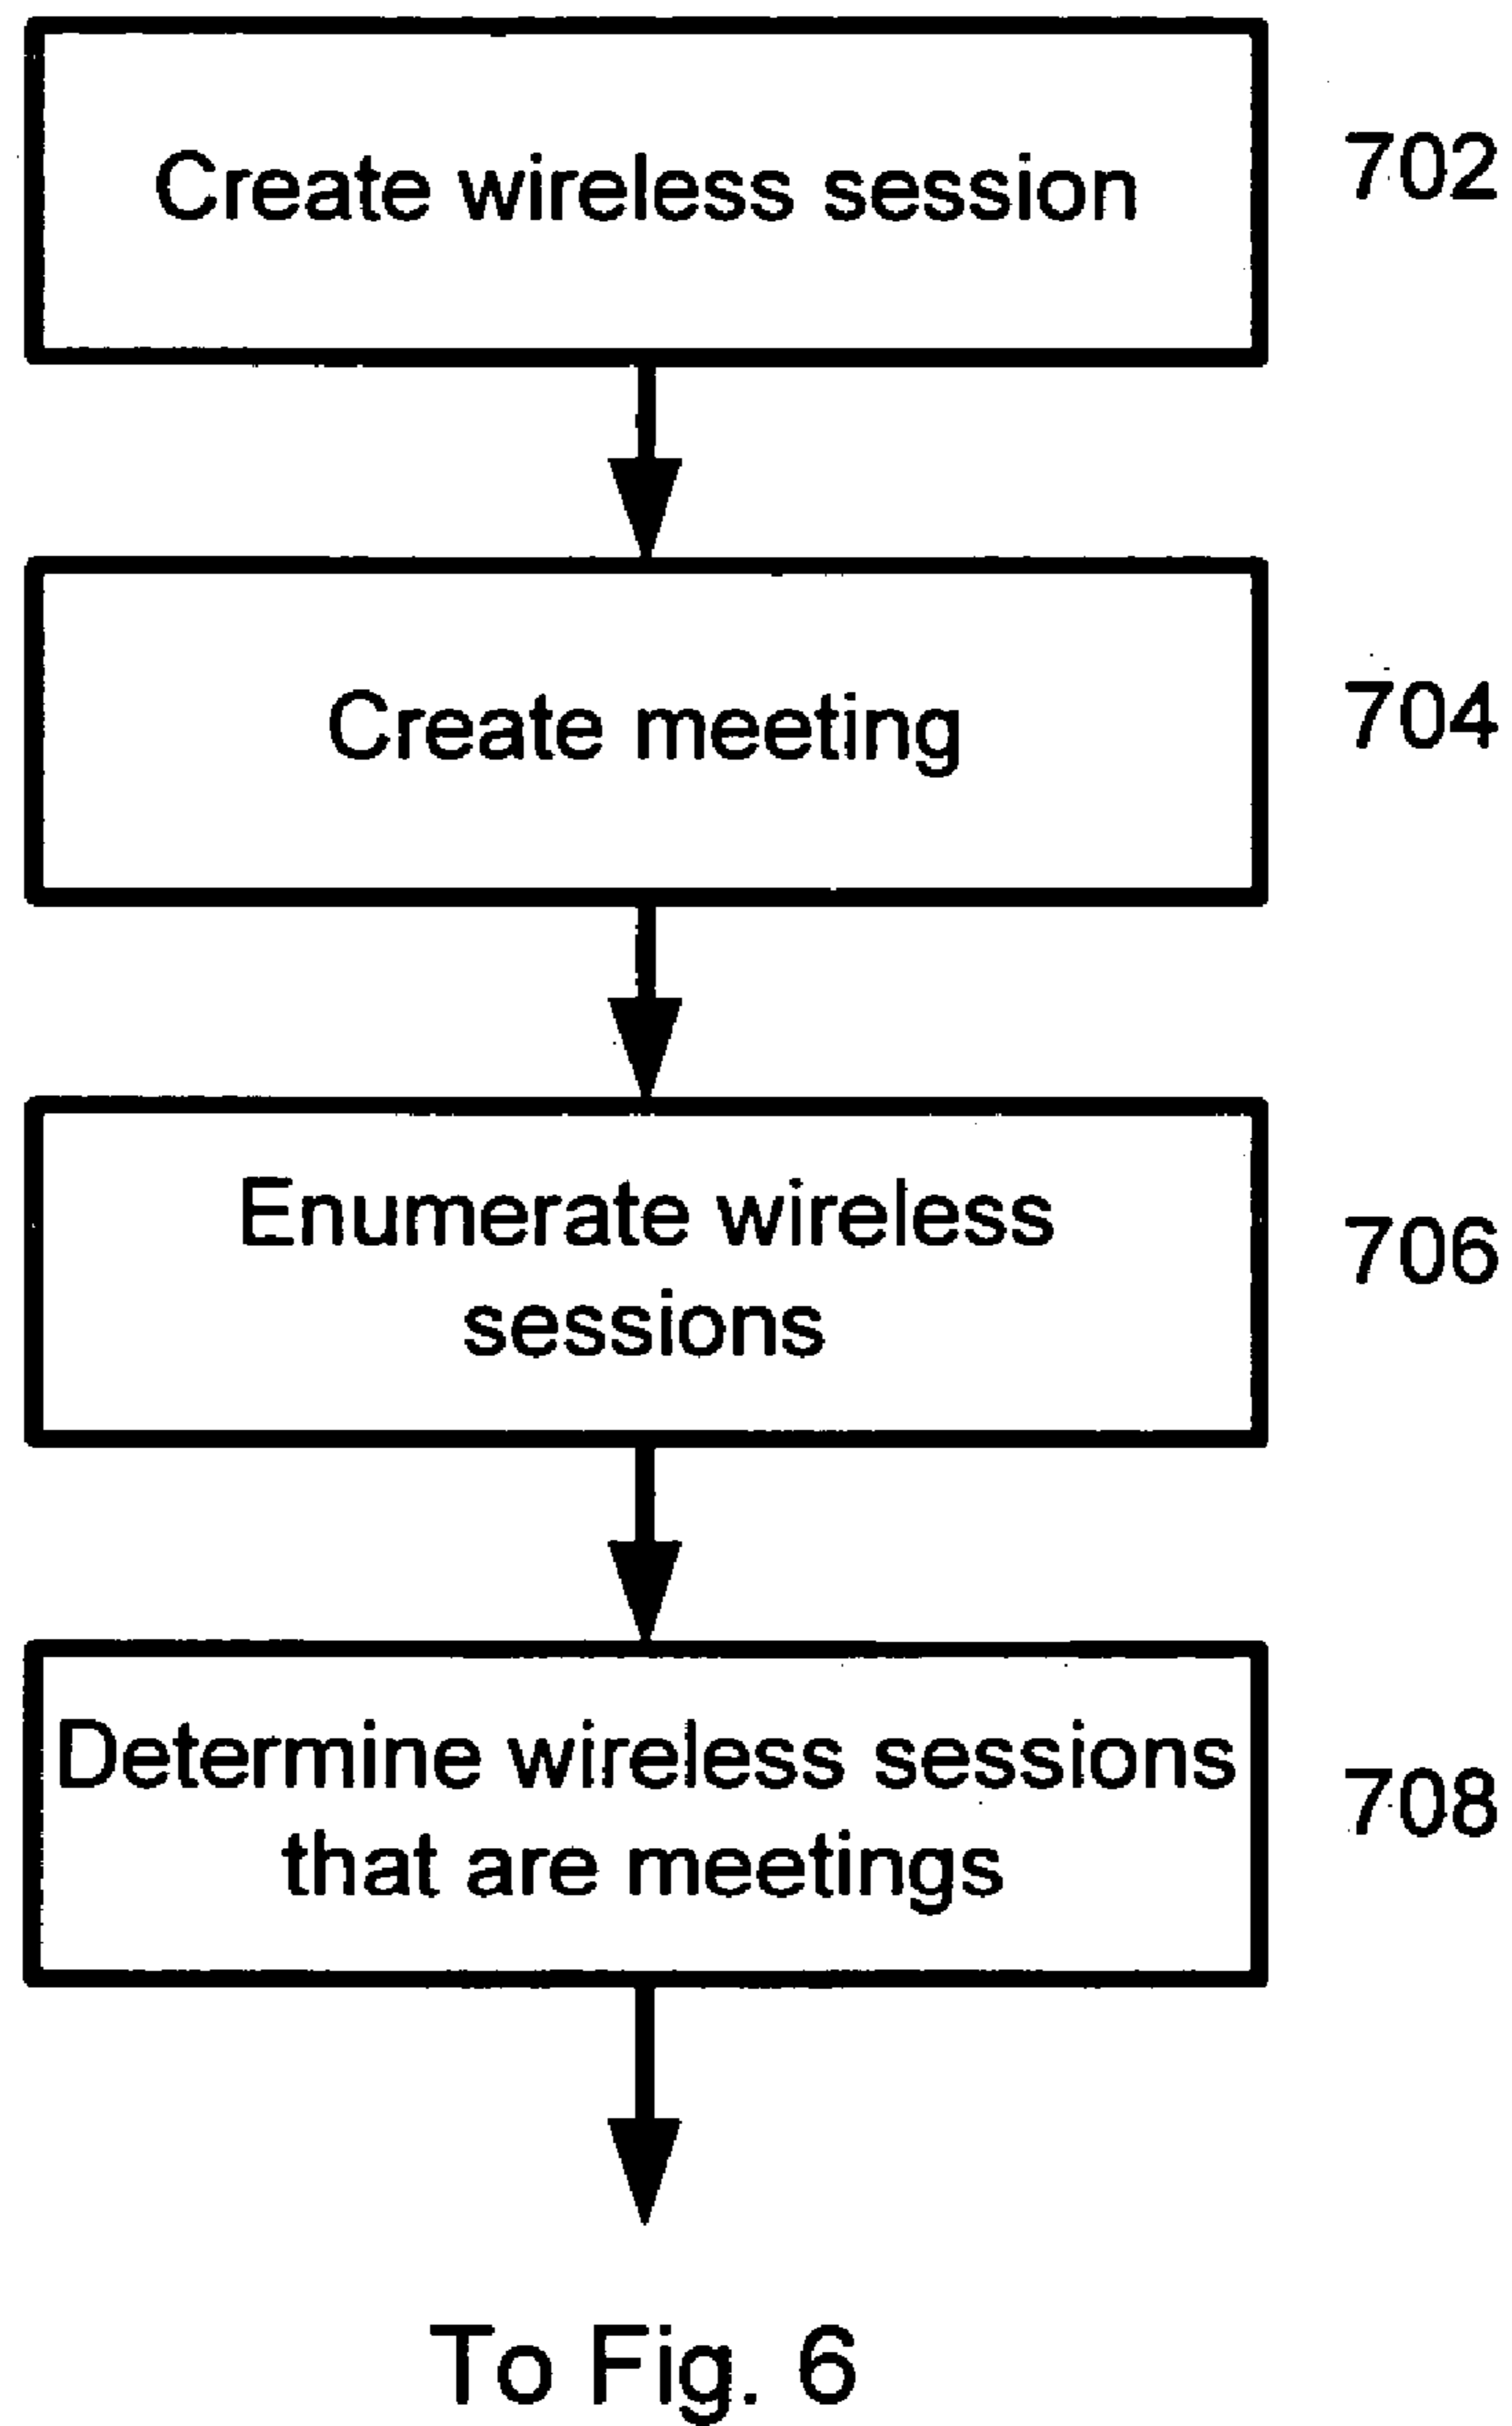 Create wireless session
702
Create meeting
704
Enumerate wireless
sessions
706
Determine wireless sessions
that are meetings
708
To Fig. 6